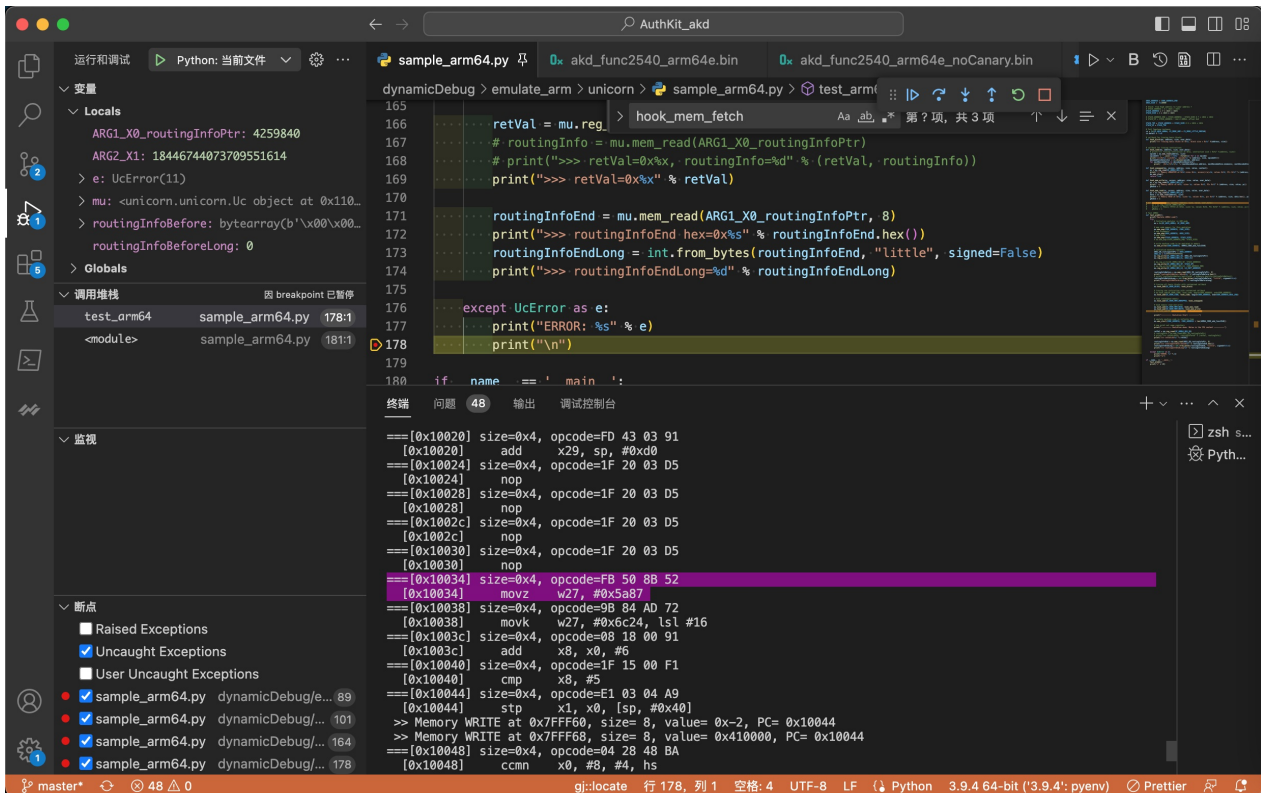 AuthKit_akd
运行和调试
Python: 当前文件
sample_arm64.py
akd_func2540_arm64e.bin
akd_func2540_arm64e_noCanary.bin
变量
Locals
ARG1_X0_routingInfoPtr: 4259840
ARG2_X1: 18446744073709551614
e: UcError(11)
mu: <unicorn.unicorn.Uc object at 0x110…
routingInfoBefore: bytearray(b'\x00\x00…
routingInfoBeforeLong: 0
Globals
调用堆栈
因 breakpoint 已暂停
test_arm64 sample_arm64.py 178:1
<module> sample_arm64.py 181:1
监视
断点
Raised Exceptions
Uncaught Exceptions
User Uncaught Exceptions
sample_arm64.py dynamicDebug/e… 89
sample_arm64.py dynamicDebug/… 101
sample_arm64.py dynamicDebug/… 164
sample_arm64.py dynamicDebug/… 178
2
1
5
1
dynamicDebug > emulate_arm > unicorn > sample_arm64.py > test_arm
hook_mem_fetch
Aa ab 第 ? 项, 共 3 项
165
166 retVal = mu.reg_
167 # routingInfo = mu.mem_read(ARG1_X0_routingInfoPtr)
168 # print(">>> retVal=0x%x, routingInfo=%d" % (retVal, routingInfo))
169 print(">>> retVal=0x%x" % retVal)
170
171 routingInfoEnd = mu.mem_read(ARG1_X0_routingInfoPtr, 8)
172 print(">>> routingInfoEnd hex=0x%s" % routingInfoEnd.hex())
173 routingInfoEndLong = int.from_bytes(routingInfoEnd, "little", signed=False)
174 print(">>> routingInfoEndLong=%d" % routingInfoEndLong)
175
176 except UcError as e:
177 print("ERROR: %s" % e)
178 print("\n")
179
180 if __name__ == '__main__':
终端 问题 48 输出 调试控制台
===[0x10020] size=0x4, opcode=FD 43 03 91
[0x10020] add x29, sp, #0xd0
===[0x10024] size=0x4, opcode=1F 20 03 D5
[0x10024] nop
===[0x10028] size=0x4, opcode=1F 20 03 D5
[0x10028] nop
===[0x1002c] size=0x4, opcode=1F 20 03 D5
[0x1002c] nop
===[0x10030] size=0x4, opcode=1F 20 03 D5
[0x10030] nop
===[0x10034] size=0x4, opcode=FB 50 8B 52
[0x10034] movz w27, #0x5a87
===[0x10038] size=0x4, opcode=9B 84 AD 72
[0x10038] movk w27, #0x6c24, lsl #16
===[0x1003c] size=0x4, opcode=08 18 00 91
[0x1003c] add x8, x0, #6
===[0x10040] size=0x4, opcode=1F 15 00 F1
[0x10040] cmp x8, #5
===[0x10044] size=0x4, opcode=E1 03 04 A9
[0x10044] stp x1, x0, [sp, #0x40]
>> Memory WRITE at 0x7FFF60, size= 8, value= 0x-2, PC= 0x10044
>> Memory WRITE at 0x7FFF68, size= 8, value= 0x410000, PC= 0x10044
===[0x10048] size=0x4, opcode=04 28 48 BA
[0x10048] ccmn x0, #8, #4, hs
zsh s…
Pyth…
master* 48 0 gj::locate 行 178, 列 1 空格: 4 UTF-8 LF Python 3.9.4 64-bit ('3.9.4': pyenv) Prettier